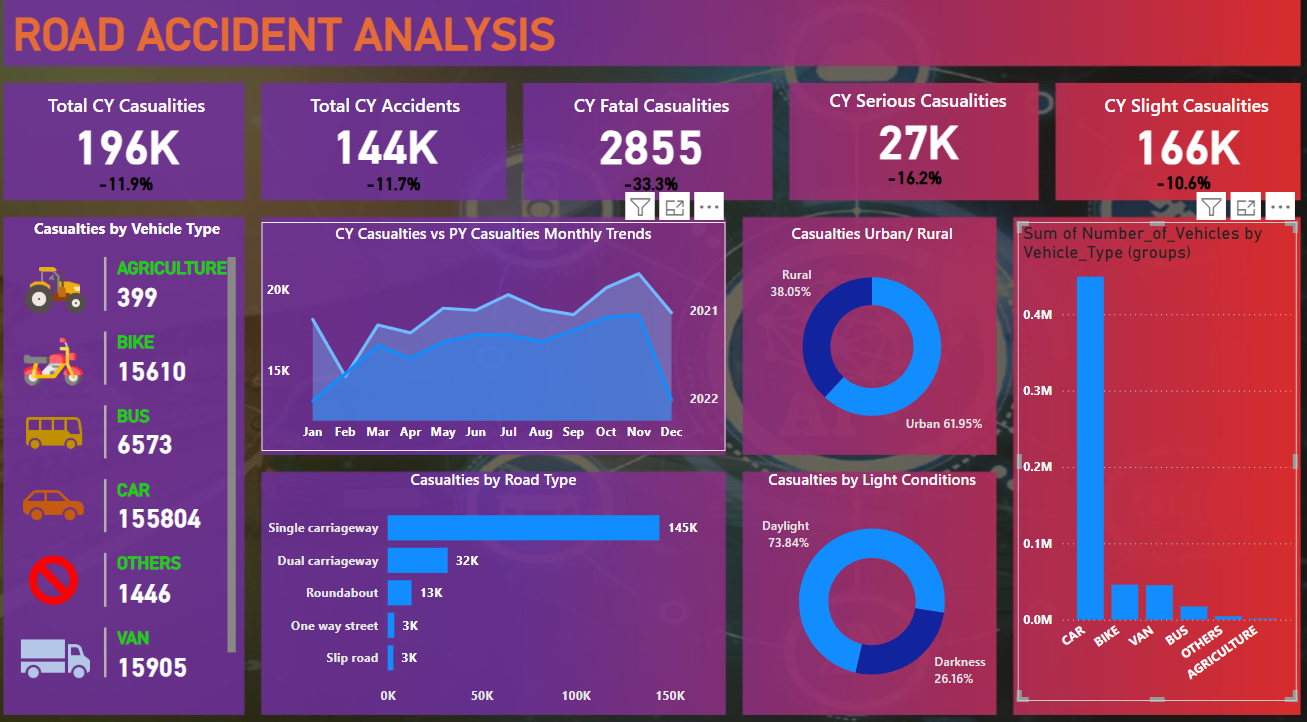 ROAD ACCIDENT ANALYSIS
Total CY Casualities
196K
-11.9%
Total CY Accidents
144K
-11.7%
CY Fatal Casualities
2855
-33.3%
CY Serious Casualities
27K
-16.2%
CY Slight Casualities
166K
-10.6%
Casualties by Vehicle Type
AGRICULTURE
399
BIKE
15610
BUS
6573
CAR
155804
OTHERS
1446
VAN
15905
CY Casualties vs PY Casualties Monthly Trends
20K
15K
2021
2022
Jan Feb Mar Apr May Jun Jul Aug Sep Oct Nov Dec
Casualties Urban/ Rural
Rural
38.05%
Urban 61.95%
Casualties by Road Type
Single carriageway 145K
Dual carriageway 32K
Roundabout 13K
One way street 3K
Slip road 3K
0K 50K 100K 150K
Casualties by Light Conditions
Daylight
73.84%
Darkness
26.16%
Sum of Number_of_Vehicles by
Vehicle_Type (groups)
0.4M
0.3M
0.2M
0.1M
0.0M
CAR BIKE VAN BUS OTHERS AGRICULTURE